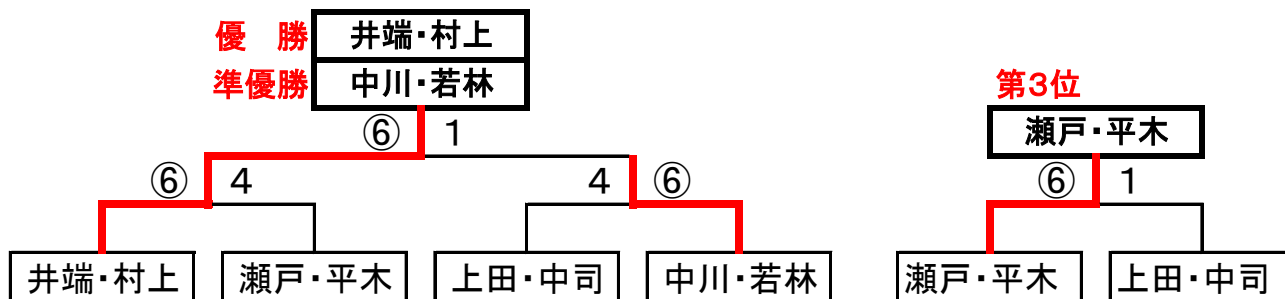 優 勝 井端・村上
準優勝 中川・若林
第3位
瀬戸・平木
⑥ 1
⑥ 4 4 ⑥
⑥ 1
井端・村上 瀬戸・平木 上田・中司 中川・若林
瀬戸・平木 上田・中司